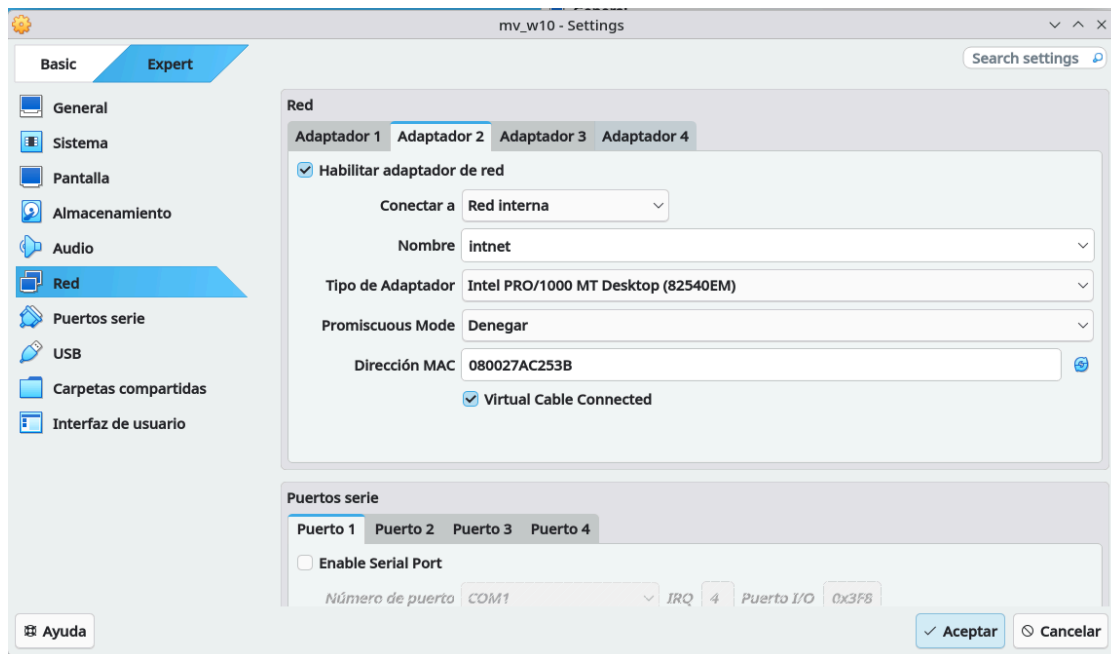 mv_w10 - Settings
Basic Expert Search settings
General
Sistema
Pantalla
Almacenamiento
Audio
Red
Puertos serie
USB
Carpetas compartidas
Interfaz de usuario
Red
Adaptador 1 Adaptador 2 Adaptador 3 Adaptador 4
Habilitar adaptador de red
Conectar a Red interna
Nombre intnet
Tipo de Adaptador Intel PRO/1000 MT Desktop (82540EM)
Promiscuous Mode Denegar
Dirección MAC 080027AC253B
Virtual Cable Connected
Puertos serie
Puerto 1 Puerto 2 Puerto 3 Puerto 4
Enable Serial Port
Número de puerto COM1 IRQ 4 Puerto I/O 0x3F8
Ayuda Aceptar Cancelar